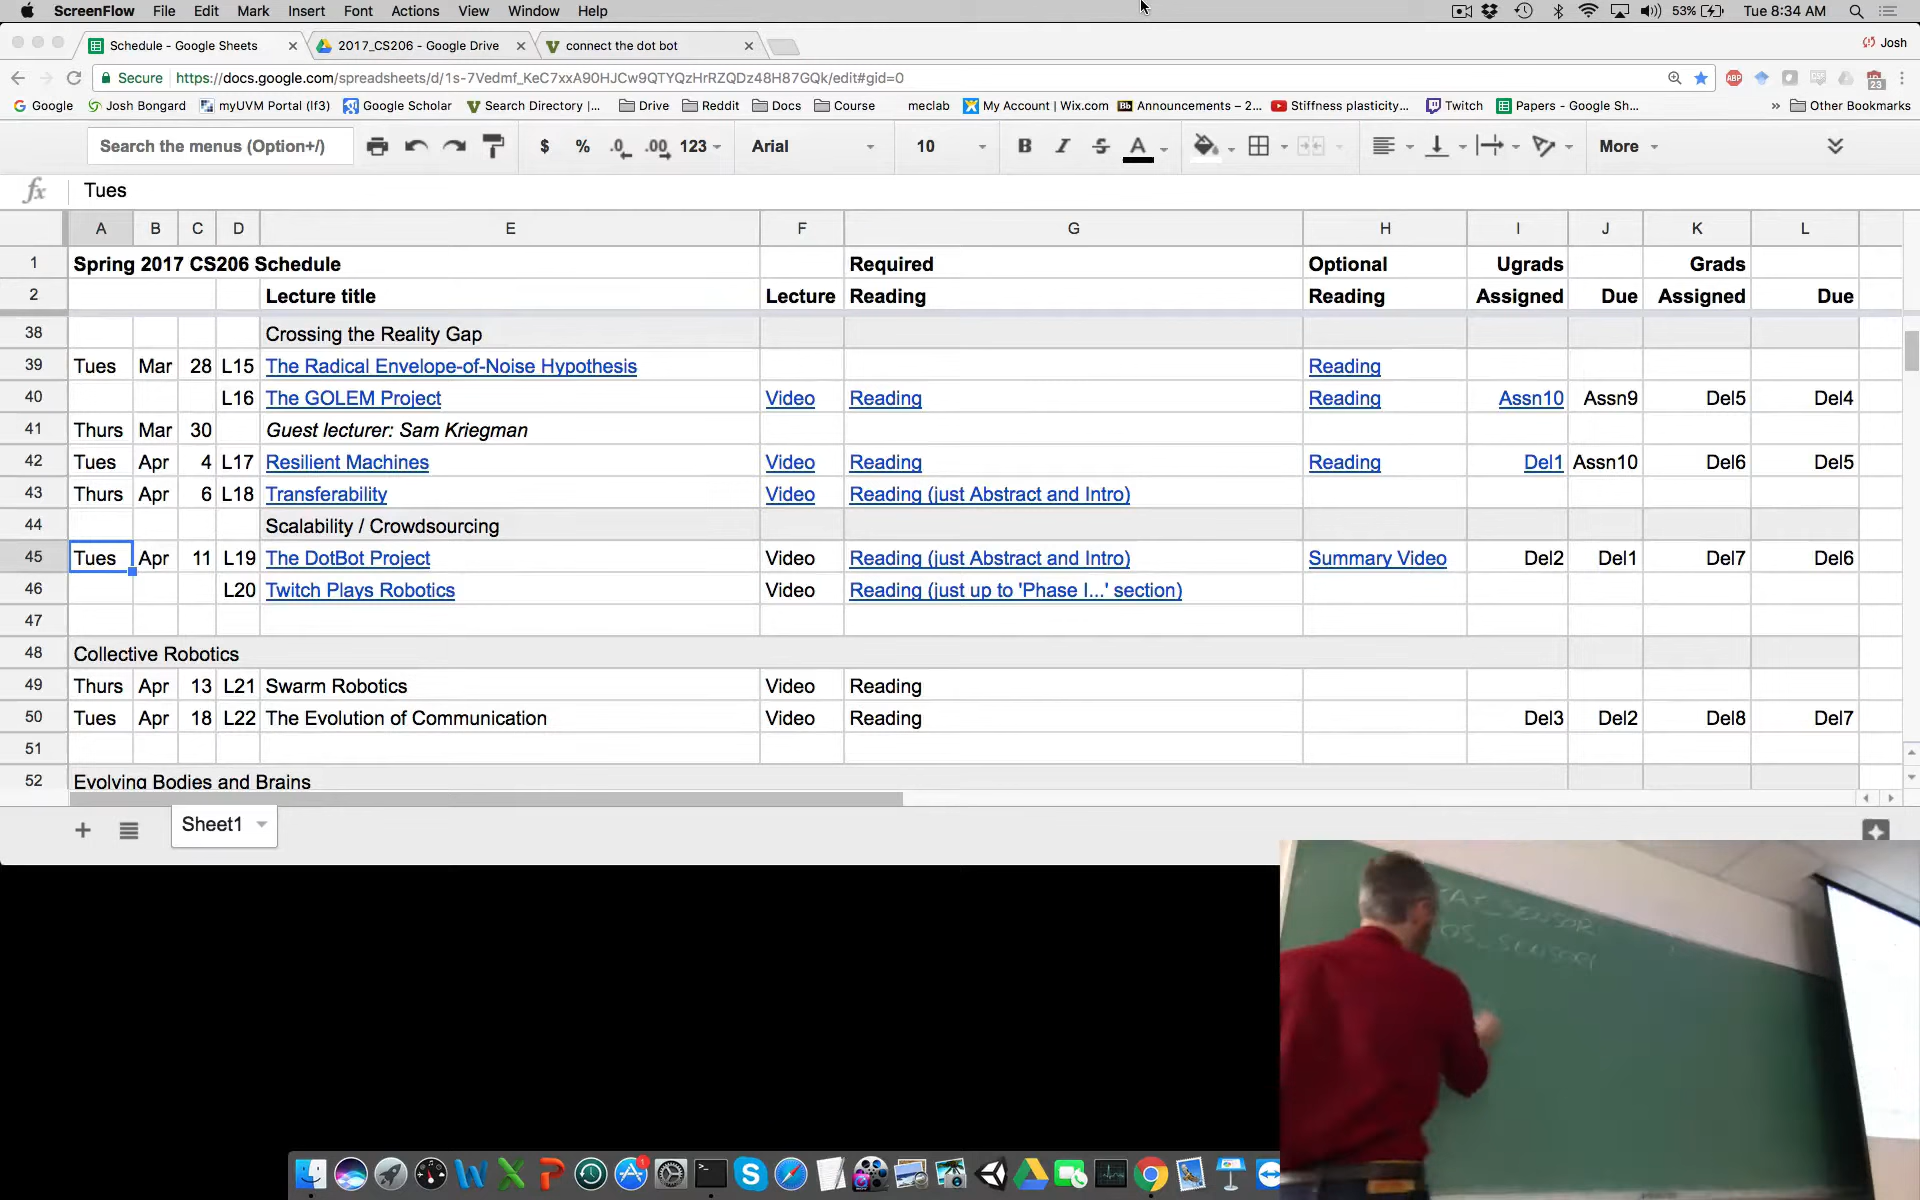 ScreenFlow File Edit Mark Insert Font Actions View Window Help 53% Tue 8:34 AM
Schedule - Google Sheets 2017_CS206 - Google Drive connect the dot bot Josh
Secure https://docs.google.com/spreadsheets/d/1s-7Vedmf_KeC7xxA90HJCw9QTYQzHrRZQDz48H87GQk/edit#gid=0 ABP 23
Google Josh Bongard myUVM Portal (lf3) Google Scholar Search Directory |... Drive Reddit Docs Course meclab My Account | Wix.com Bb Announcements – 2... Stiffness plasticity... Twitch Papers - Google Sh... » Other Bookmarks
Search the menus (Option+/) $ % .0 .00 123 Arial 10 B I S A More
fx Tues
A B C D E F G H I J K L
1 Spring 2017 CS206 Schedule Required Optional Ugrads Grads
2 Lecture title Lecture Reading Reading Assigned Due Assigned Due
38 Crossing the Reality Gap
39 Tues Mar 28 L15 The Radical Envelope-of-Noise Hypothesis Reading
40 L16 The GOLEM Project Video Reading Reading Assn10 Assn9 Del5 Del4
41 Thurs Mar 30 Guest lecturer: Sam Kriegman
42 Tues Apr 4 L17 Resilient Machines Video Reading Reading Del1 Assn10 Del6 Del5
43 Thurs Apr 6 L18 Transferability Video Reading (just Abstract and Intro)
44 Scalability / Crowdsourcing
45 Tues Apr 11 L19 The DotBot Project Video Reading (just Abstract and Intro) Summary Video Del2 Del1 Del7 Del6
46 L20 Twitch Plays Robotics Video Reading (just up to 'Phase I...' section)
47
48 Collective Robotics
49 Thurs Apr 13 L21 Swarm Robotics Video Reading
50 Tues Apr 18 L22 The Evolution of Communication Video Reading Del3 Del2 Del8 Del7
51
52 Evolving Bodies and Brains
Sheet1
SENSOR